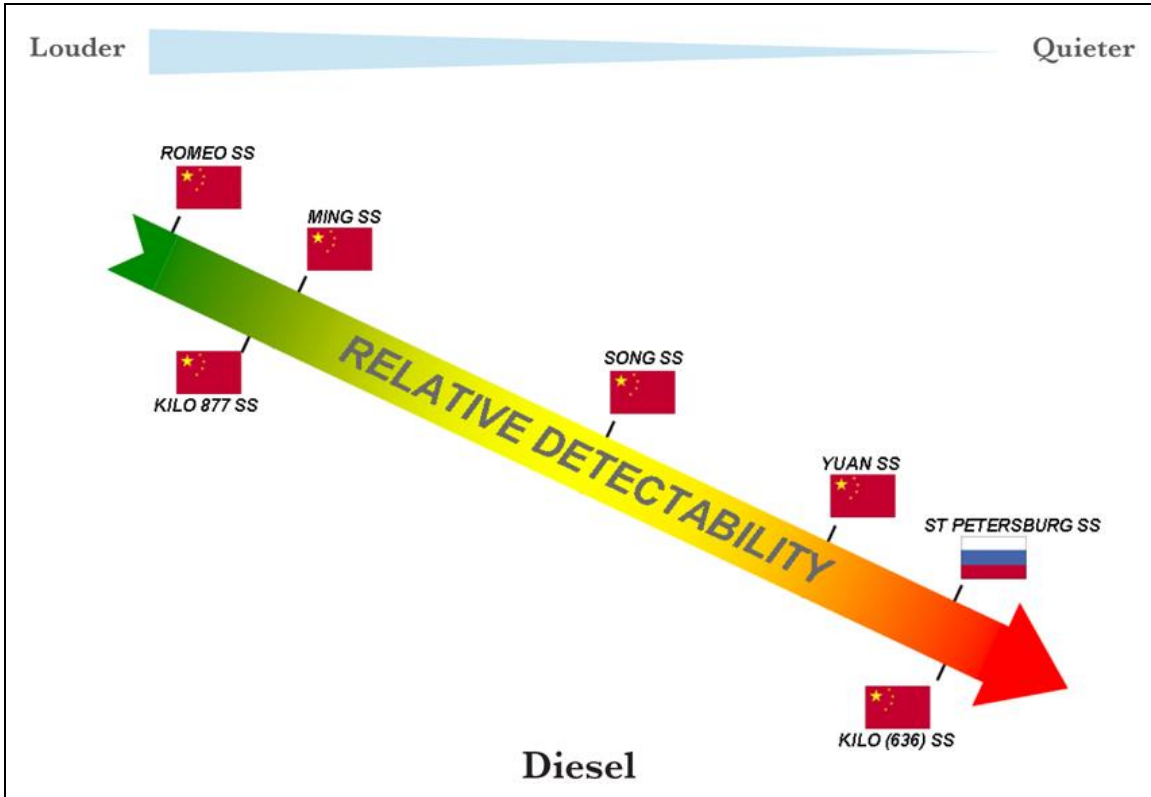 Louder
Quieter
ROMEO SS
MING SS
KILO 877 SS
RELATIVE DETECTABILITY
SONG SS
YUAN SS
ST PETERSBURG SS
KILO (636) SS
Diesel